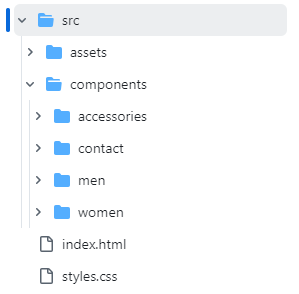 src
assets
components
accessories
contact
men
women
index.html
styles.css